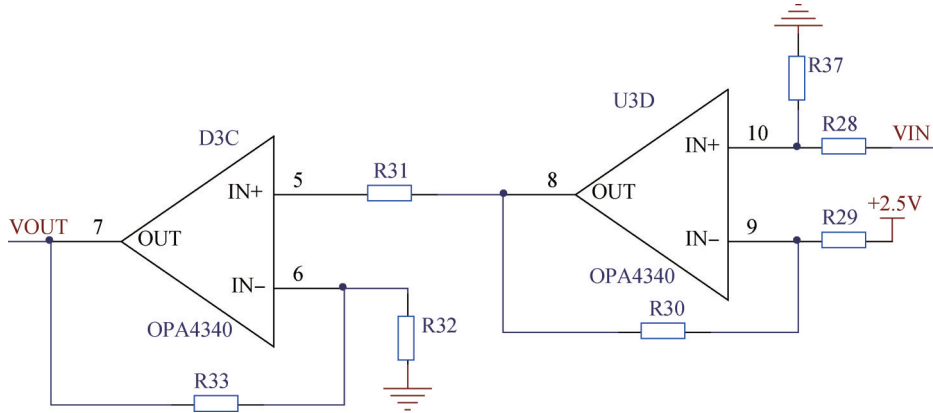 R37
U3D
10
R28
VIN
IN+
D3C
R31
5
8
OUT
IN+
+2.5V
VOUT
7
OUT
9
R29
IN−
6
IN−
OPA4340
R30
OPA4340
R32
R33